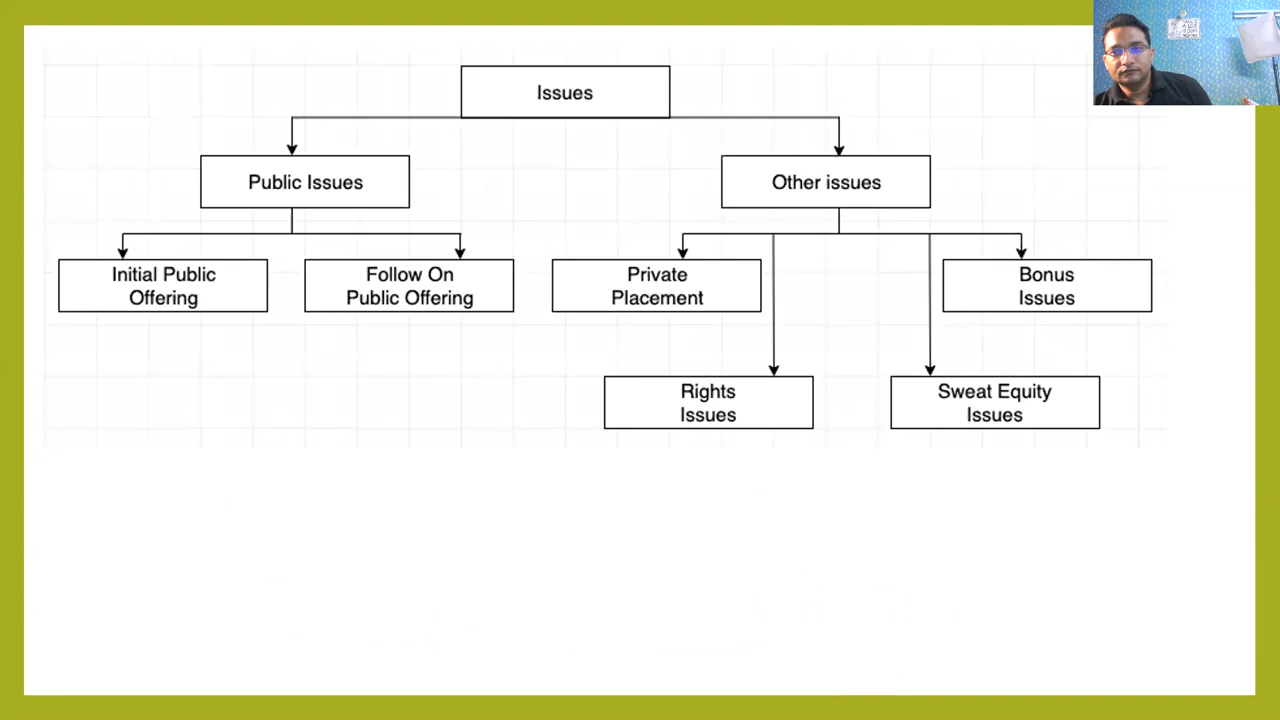 Issues
Public Issues
Other issues
Initial Public
Offering
Follow On
Public Offering
Private
Placement
Bonus
Issues
Rights
Issues
Sweat Equity
Issues